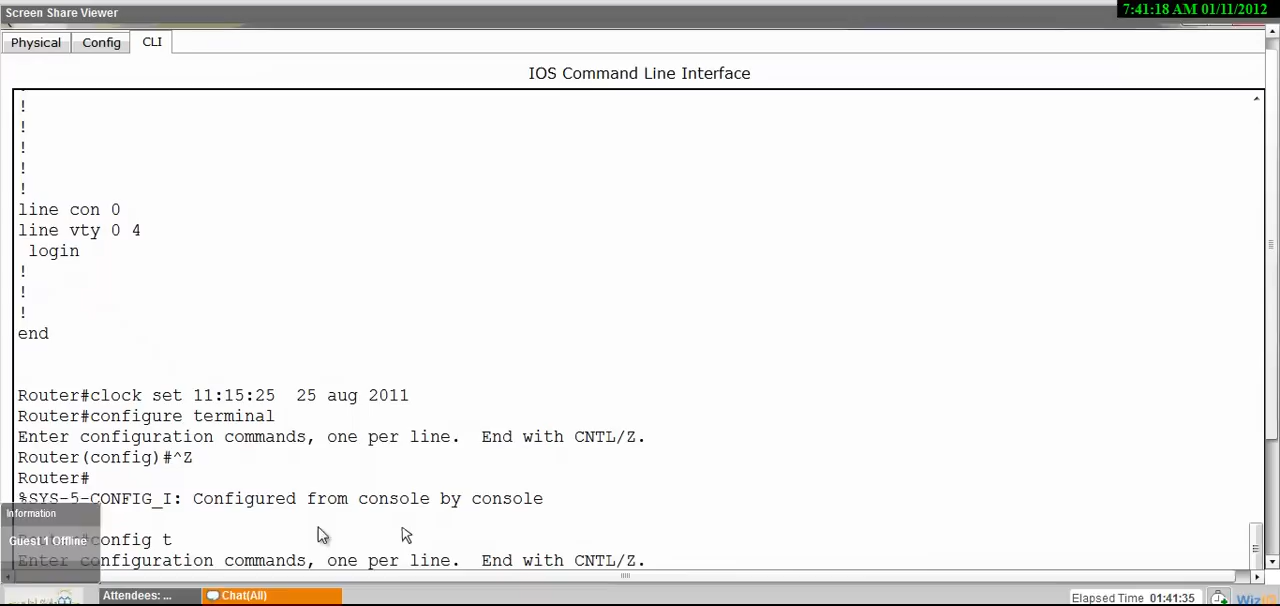 Screen Share Viewer
7:41:18 AM 01/11/2012
Physical Config CLI
IOS Command Line Interface
!
!
!
!
!
line con 0
line vty 0 4
login
!
!
!
end
Router#clock set 11:15:25 25 aug 2011
Router#configure terminal
Enter configuration commands, one per line. End with CNTL/Z.
Router(config)#^Z
Router#
%SYS-5-CONFIG_I: Configured from console by console
Information
Guest 1 Offline
config t
Enter configuration commands, one per line. End with CNTL/Z.
Attendees: ... Chat(All) Elapsed Time 01:41:35 WizIQ